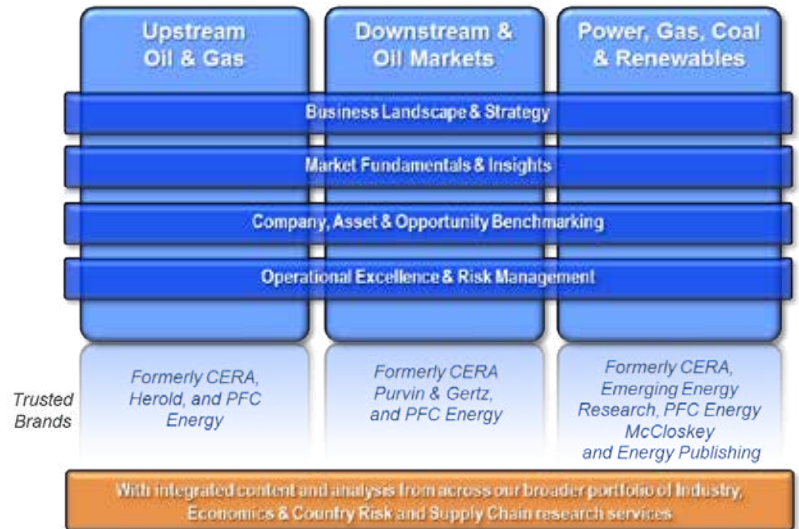 Upstream
Oil & Gas
Downstream &
Oil Markets
Power, Gas, Coal
& Renewables
Business Landscape & Strategy
Market Fundamentals & Insights
Company, Asset & Opportunity Benchmarking
Operational Excellence & Risk Management
Trusted
Brands
Formerly CERA,
Herold, and PFC
Energy
Formerly CERA
Purvin & Gertz,
and PFC Energy
Formerly CERA,
Emerging Energy
Research, PFC Energy
McCloskey
and Energy Publishing
With integrated content and analysis from across our broader portfolio of Industry,
Economics & Country Risk and Supply Chain research services